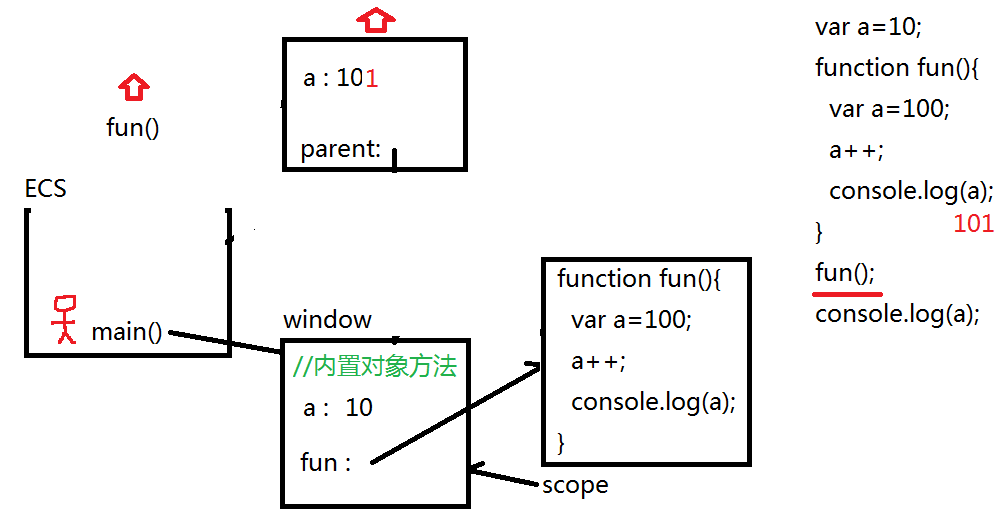 fun()
ECS
main()
a : 101
parent:
window
//内置对象方法
a : 10
fun :
function fun(){
var a=100;
a++;
console.log(a);
}
scope
var a=10;
function fun(){
var a=100;
a++;
console.log(a);
101
}
fun();
console.log(a);